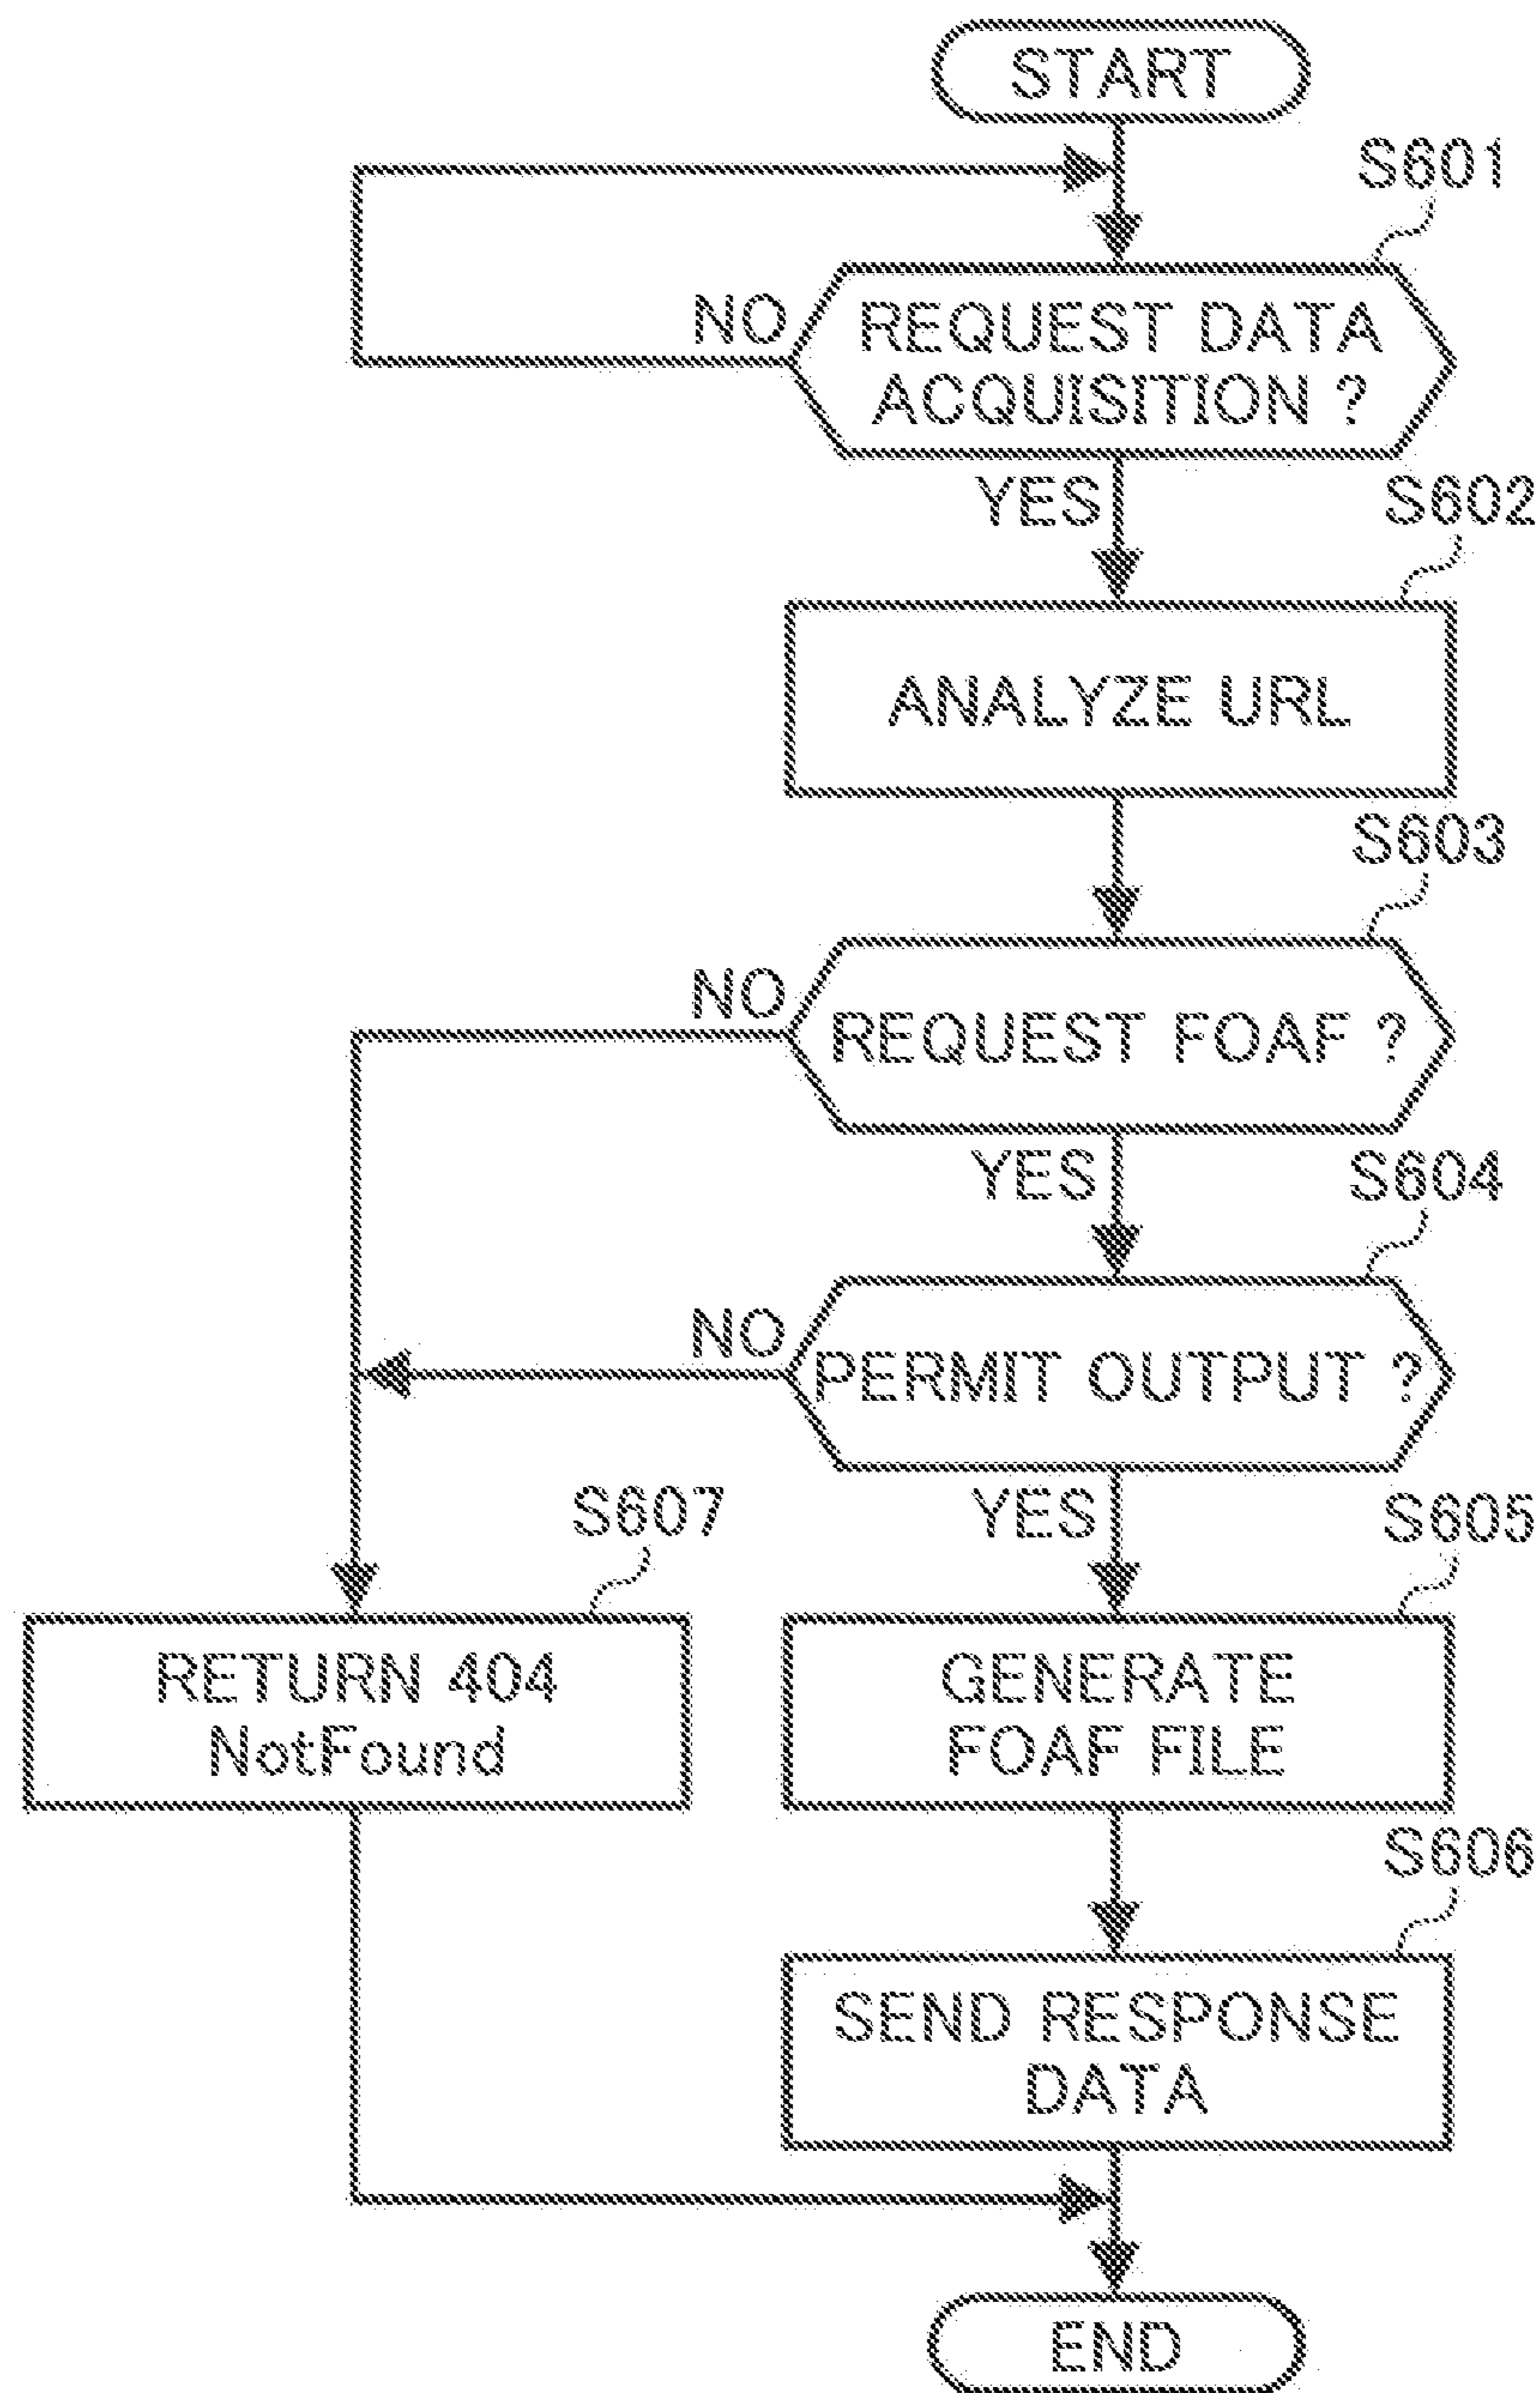 START
S601
NO
REQUEST DATA
ACQUISITION ?
YES
S602
ANALYZE URL
S603
NO
REQUEST FOAF ?
YES
S604
NO
PERMIT OUTPUT ?
S607
YES
S605
RETURN 404
NotFound
GENERATE
FOAF FILE
S606
SEND RESPONSE
DATA
END